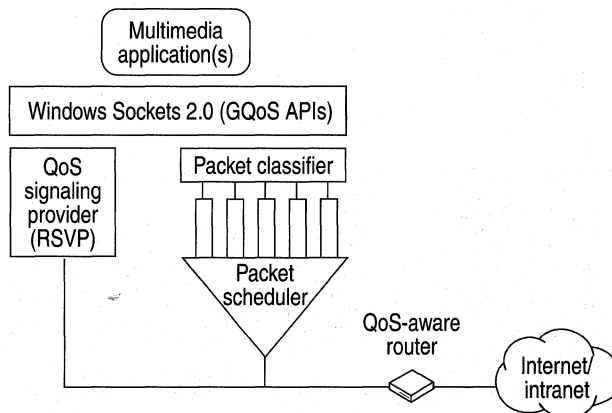 Multimedia
application(s)
Windows Sockets 2.0 (GQoS APIs)
QoS
signaling
provider
(RSVP)
Packet classifier
Packet
scheduler
QoS-aware
router
Internet/
intranet